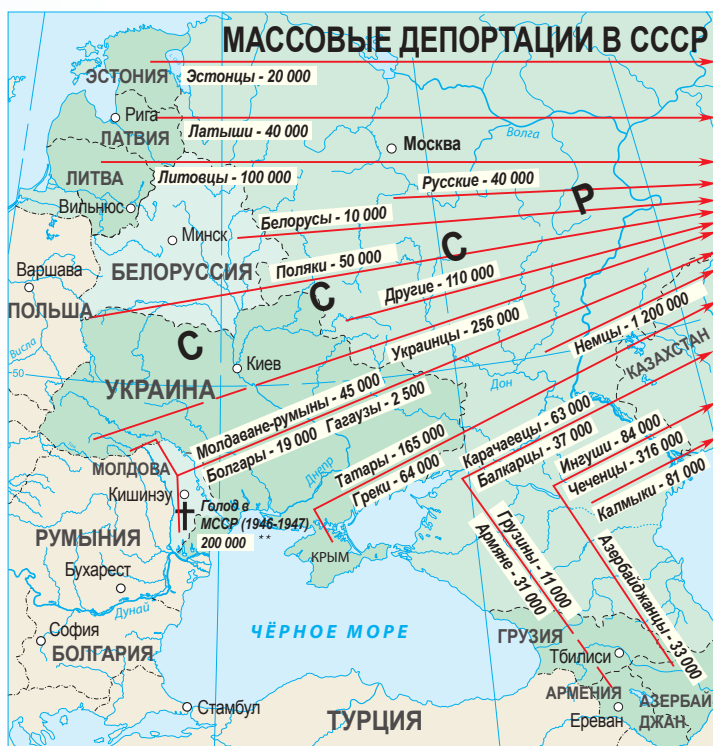 МАССОВЫЕ ДЕПОРТАЦИИ В СССР
ЭСТОНИЯ
Эстонцы - 20 000
Рига
ЛАТВИЯ
Латыши - 40 000
Волга
Москва
ЛИТВА
Литовцы - 100 000
Русские - 40 000
Вильнюс
Белорусы - 10 000
С С С Р
Минск
БЕЛОРУССИЯ
Поляки - 50 000
Варшава
ПОЛЬША
Другие - 110 000
Висла
Украинцы - 256 000
Немцы - 1 200 000
КАЗАХСТАН
50
Киев
УКРАИНА
Дон
Молдаване-румыны - 45 000
Болгары - 19 000 Гагаузы - 2 500
МОЛДОВА
Кишинэу
Днепр
Татары - 165 000
Греки - 64 000
Карачаевцы - 63 000
Балкарцы - 37 000
Ингуши - 84 000
Чеченцы - 316 000
Калмыки - 81 000
Голод в
МССР (1946-1947)
200 000 **
РУМЫНИЯ
КРЫМ
Грузины - 11 000
Армяне - 31 000
Азербайджанцы - 33 000
Бухарест
Дунай
София
БОЛГАРИЯ
ЧЁРНОЕ МОРЕ
ГРУЗИЯ
Тбилиси
Стамбул
ТУРЦИЯ
АРМЕНИЯ
Ереван
АЗЕРБАЙ
ДЖАН